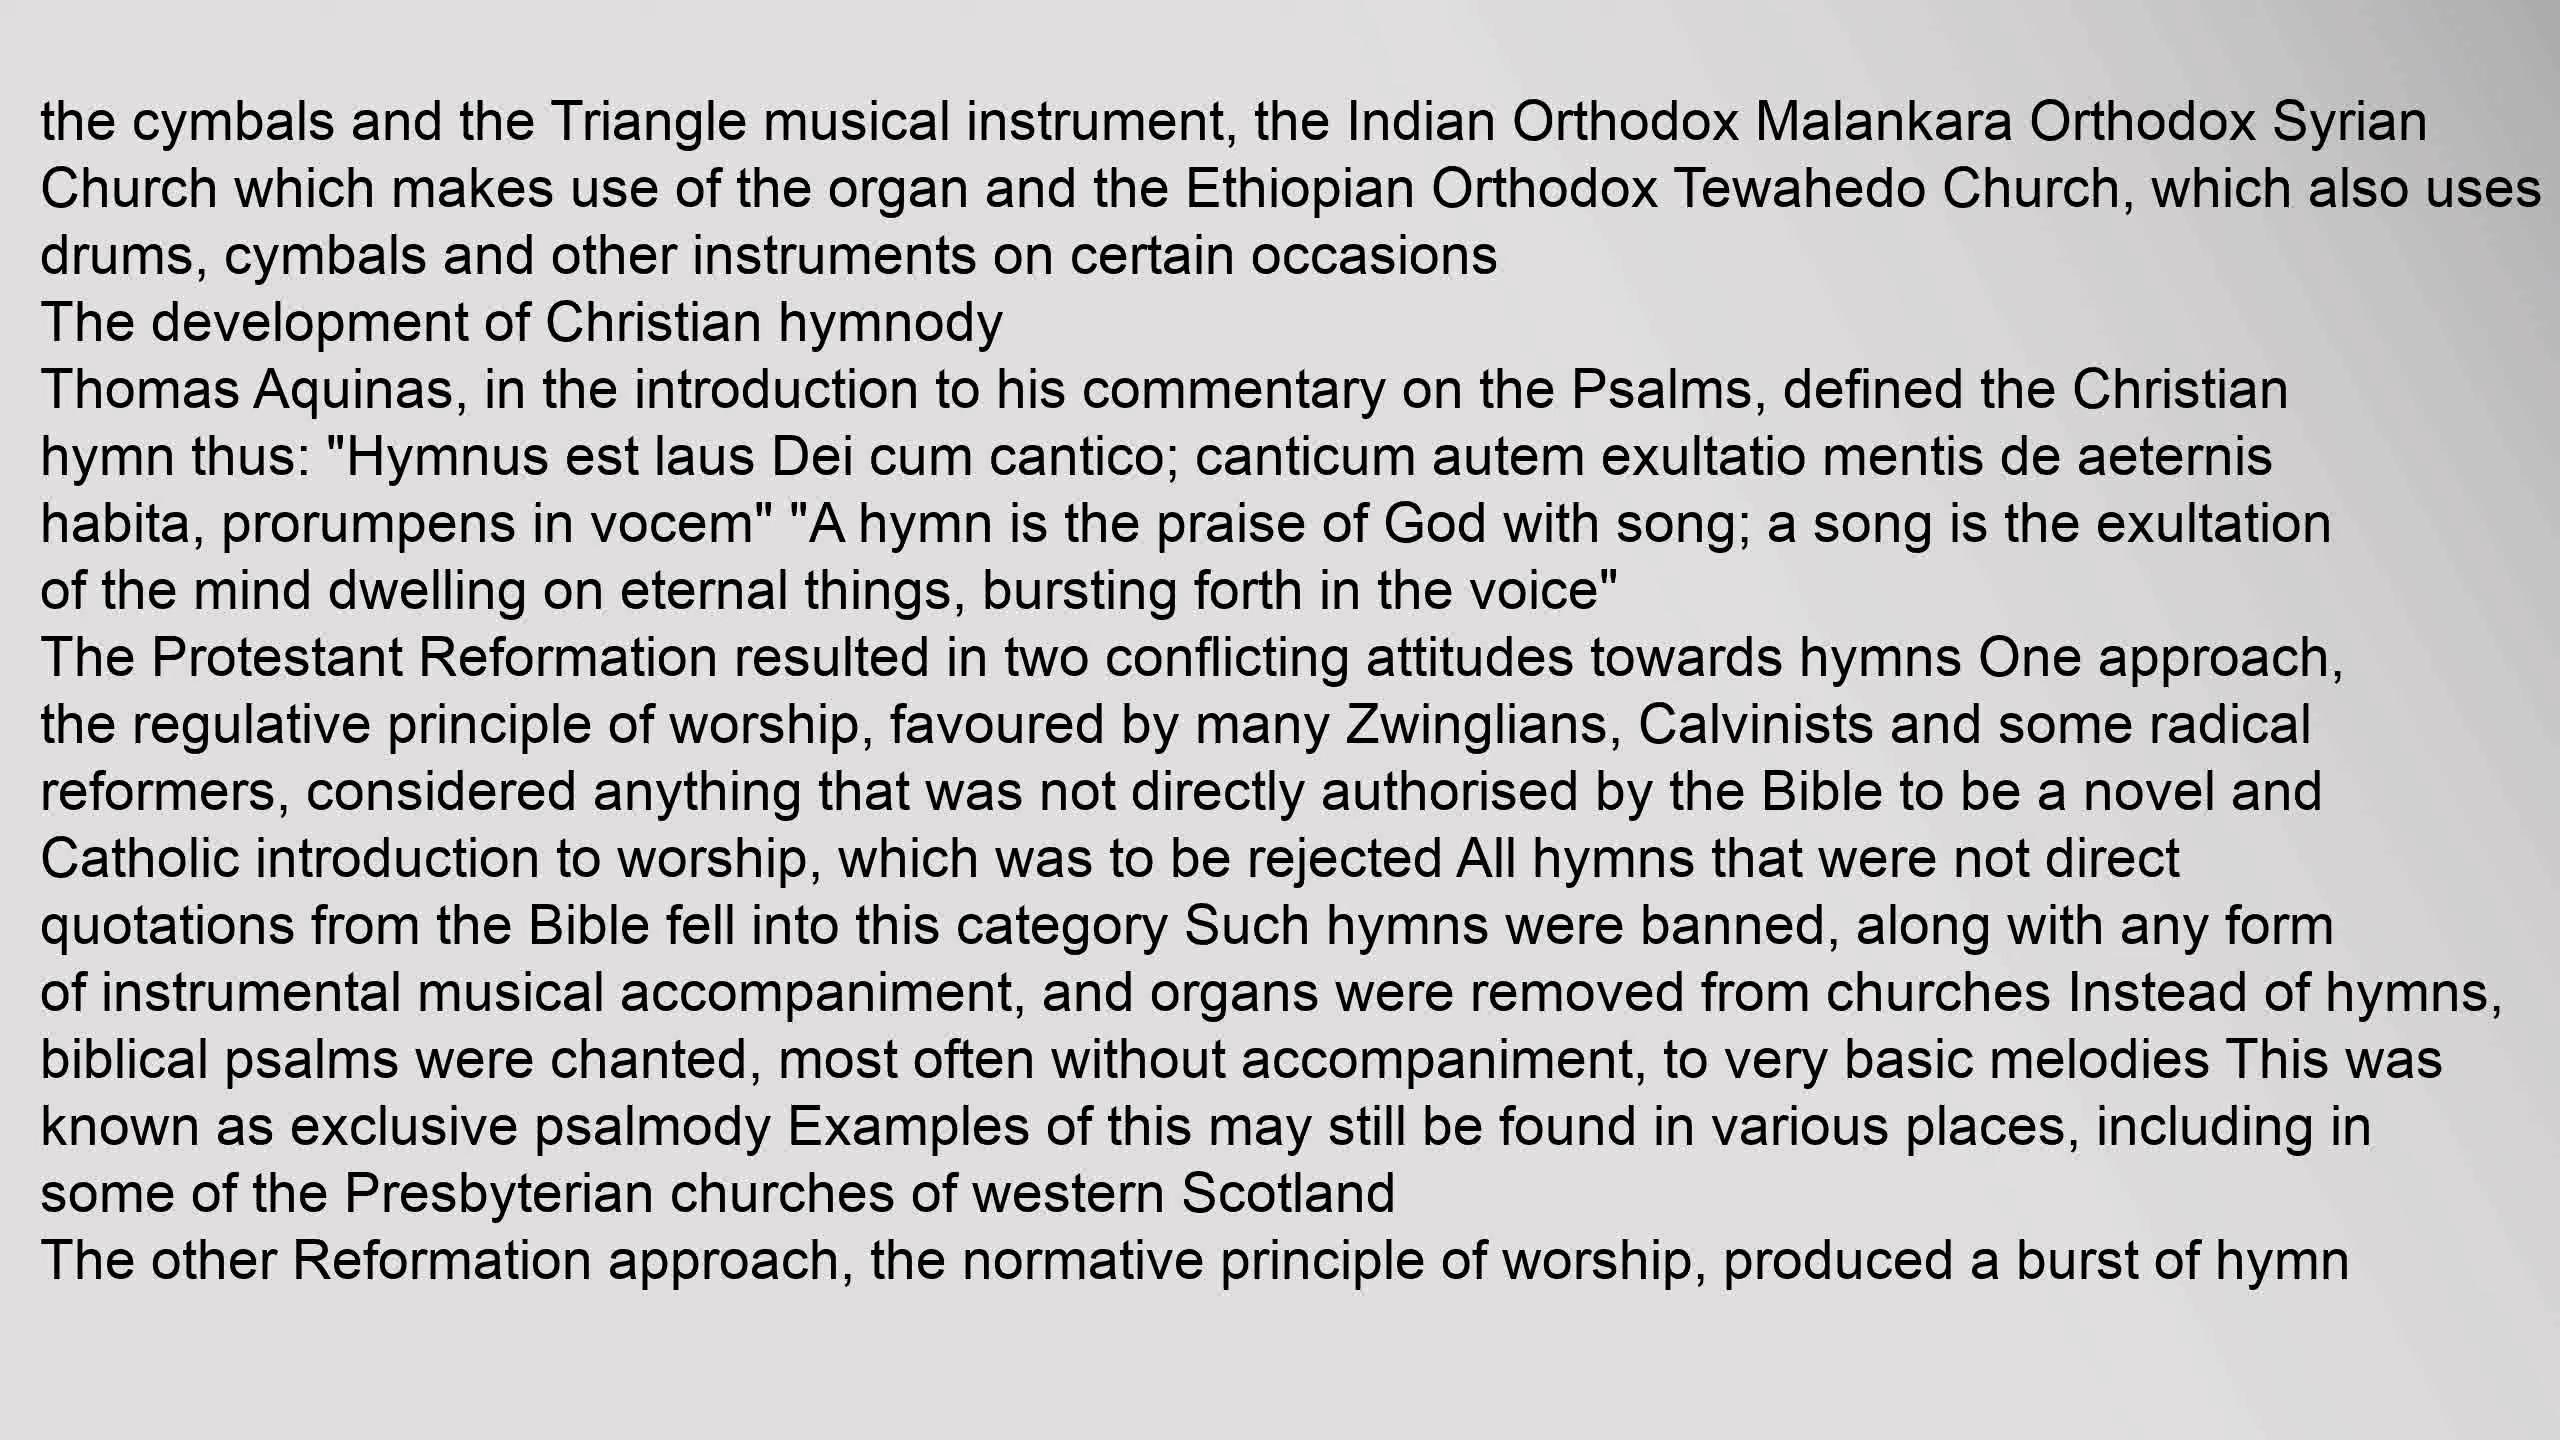 the cymbals and the Triangle musical instrument, the Indian Orthodox Malankara Orthodox Syrian
Church which makes use of the organ and the Ethiopian Orthodox Tewahedo Church, which also uses
drums, cymbals and other instruments on certain occasions
The development of Christian hymnody
Thomas Aquinas, in the introduction to his commentary on the Psalms, defined the Christian
hymn thus: "Hymnus est laus Dei cum cantico; canticum autem exultatio mentis de aeternis
habita, prorumpens in vocem" "A hymn is the praise of God with song; a song is the exultation
of the mind dwelling on eternal things, bursting forth in the voice"
The Protestant Reformation resulted in two conflicting attitudes towards hymns One approach,
the regulative principle of worship, favoured by many Zwinglians, Calvinists and some radical
reformers, considered anything that was not directly authorised by the Bible to be a novel and
Catholic introduction to worship, which was to be rejected All hymns that were not direct
quotations from the Bible fell into this category Such hymns were banned, along with any form
of instrumental musical accompaniment, and organs were removed from churches Instead of hymns,
biblical psalms were chanted, most often without accompaniment, to very basic melodies This was
known as exclusive psalmody Examples of this may still be found in various places, including in
some of the Presbyterian churches of western Scotland
The other Reformation approach, the normative principle of worship, produced a burst of hymn